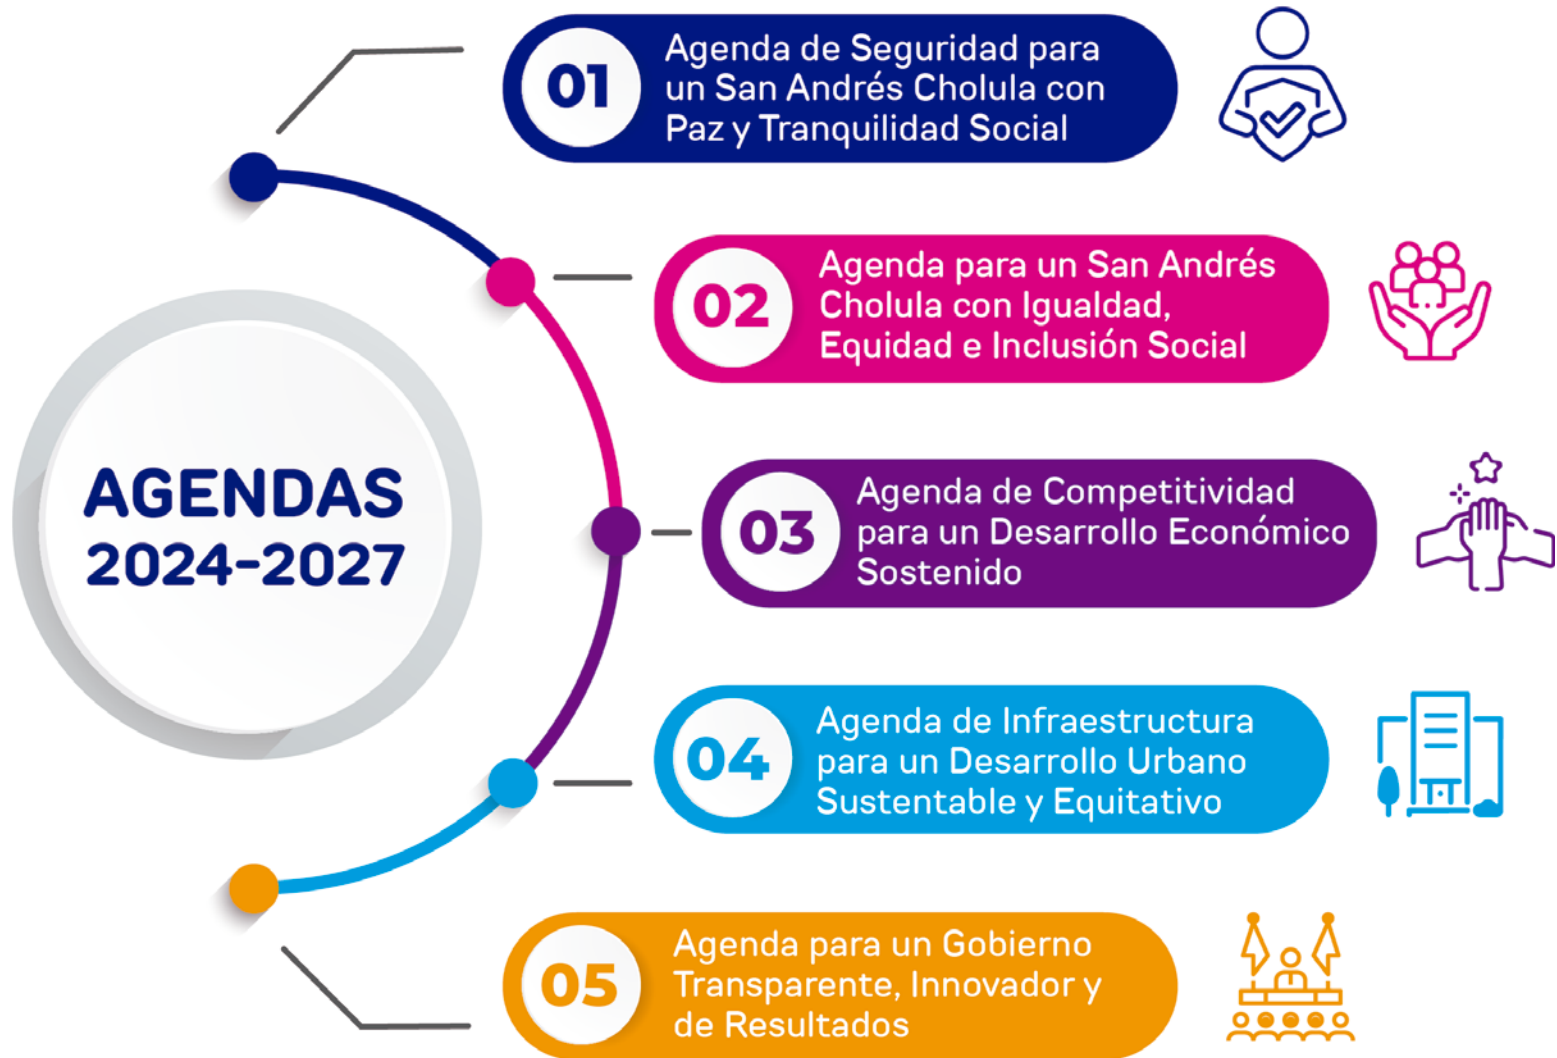 AGENDAS
2024-2027
01
Agenda de Seguridad para
un San Andrés Cholula con
Paz y Tranquilidad Social
02
Agenda para un San Andrés
Cholula con Igualdad,
Equidad e Inclusión Social
03
Agenda de Competitividad
para un Desarrollo Económico
Sostenido
04
Agenda de Infraestructura
para un Desarrollo Urbano
Sustentable y Equitativo
05
Agenda para un Gobierno
Transparente, Innovador y
de Resultados